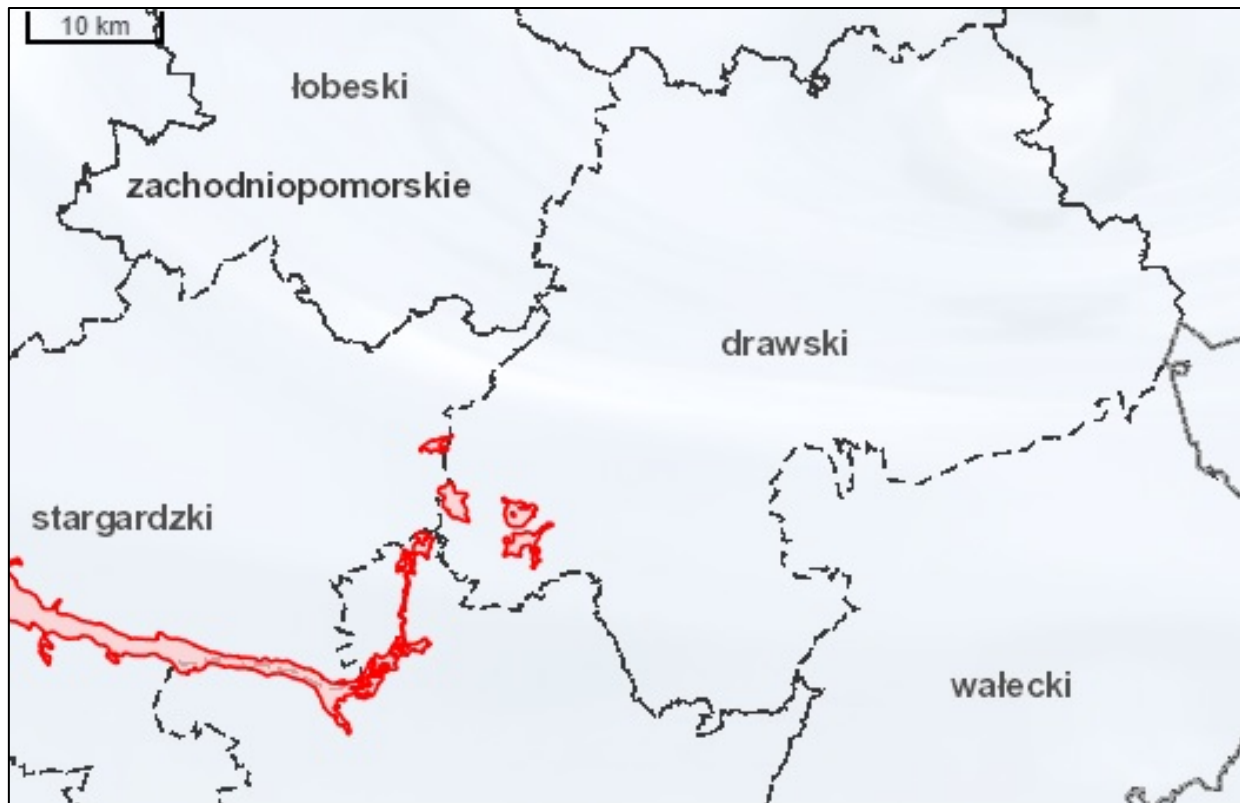 10 km
łobeski
zachodniopomorskie
drawski
stargardzki
wałecki